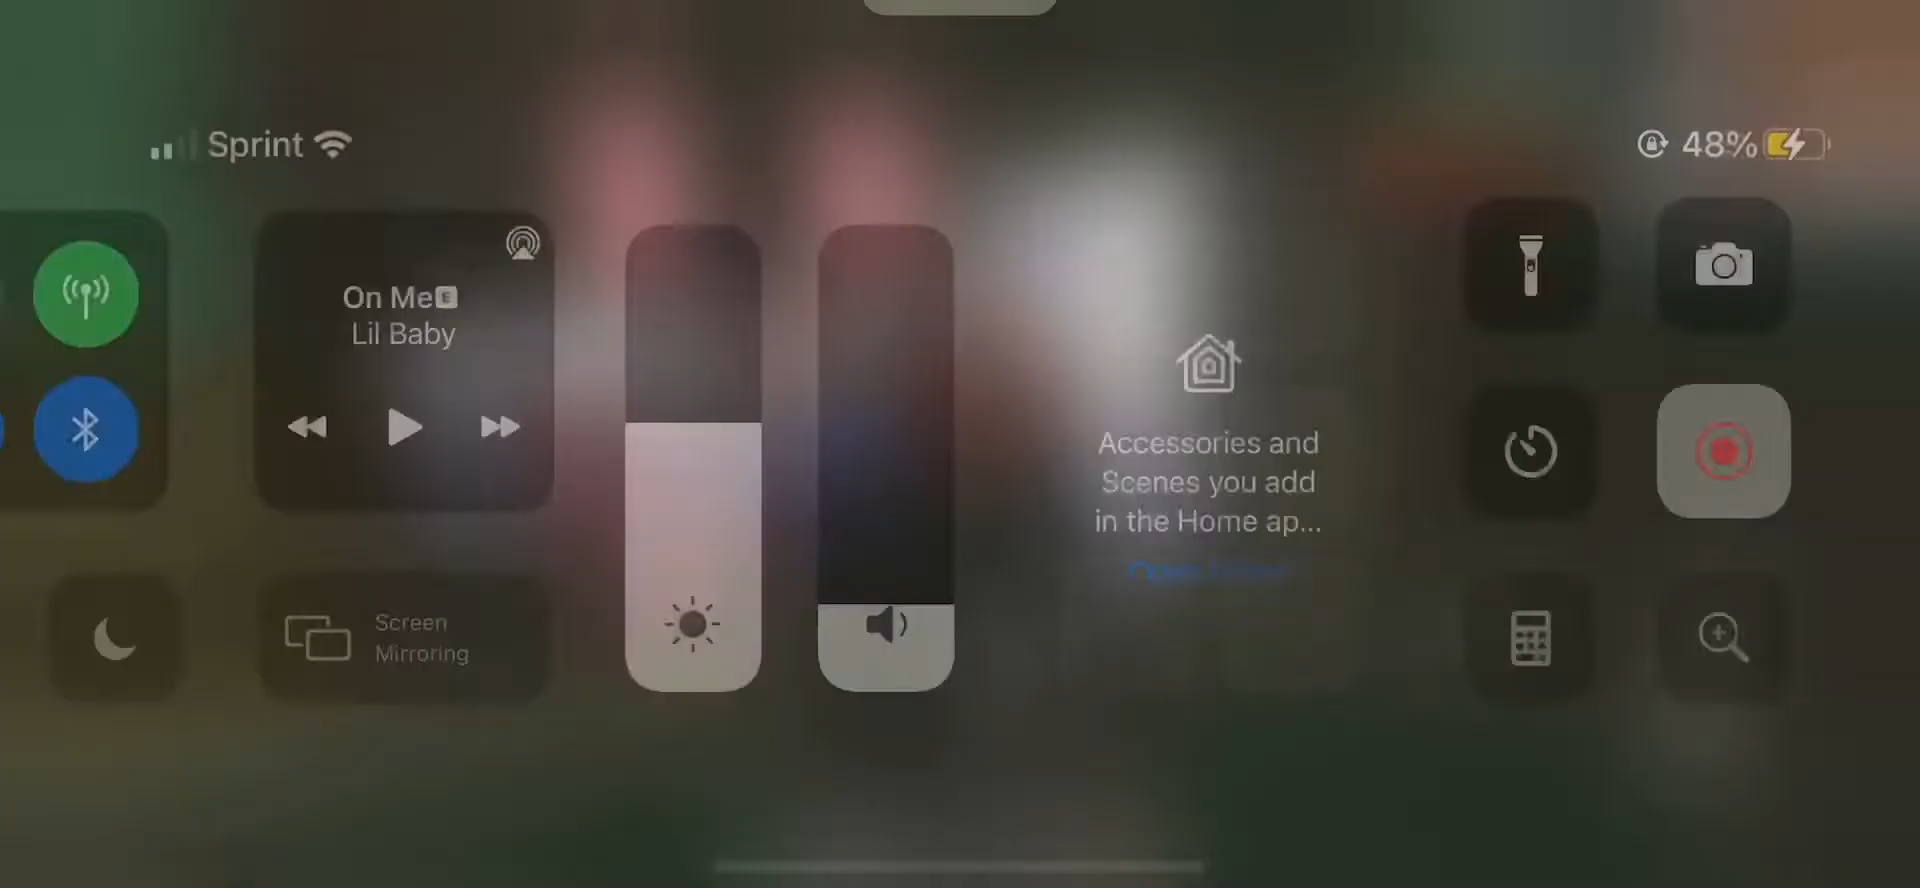 Sprint
48%
On Me E
Lil Baby
Accessories and
Scenes you add
in the Home ap...
Screen
Mirroring